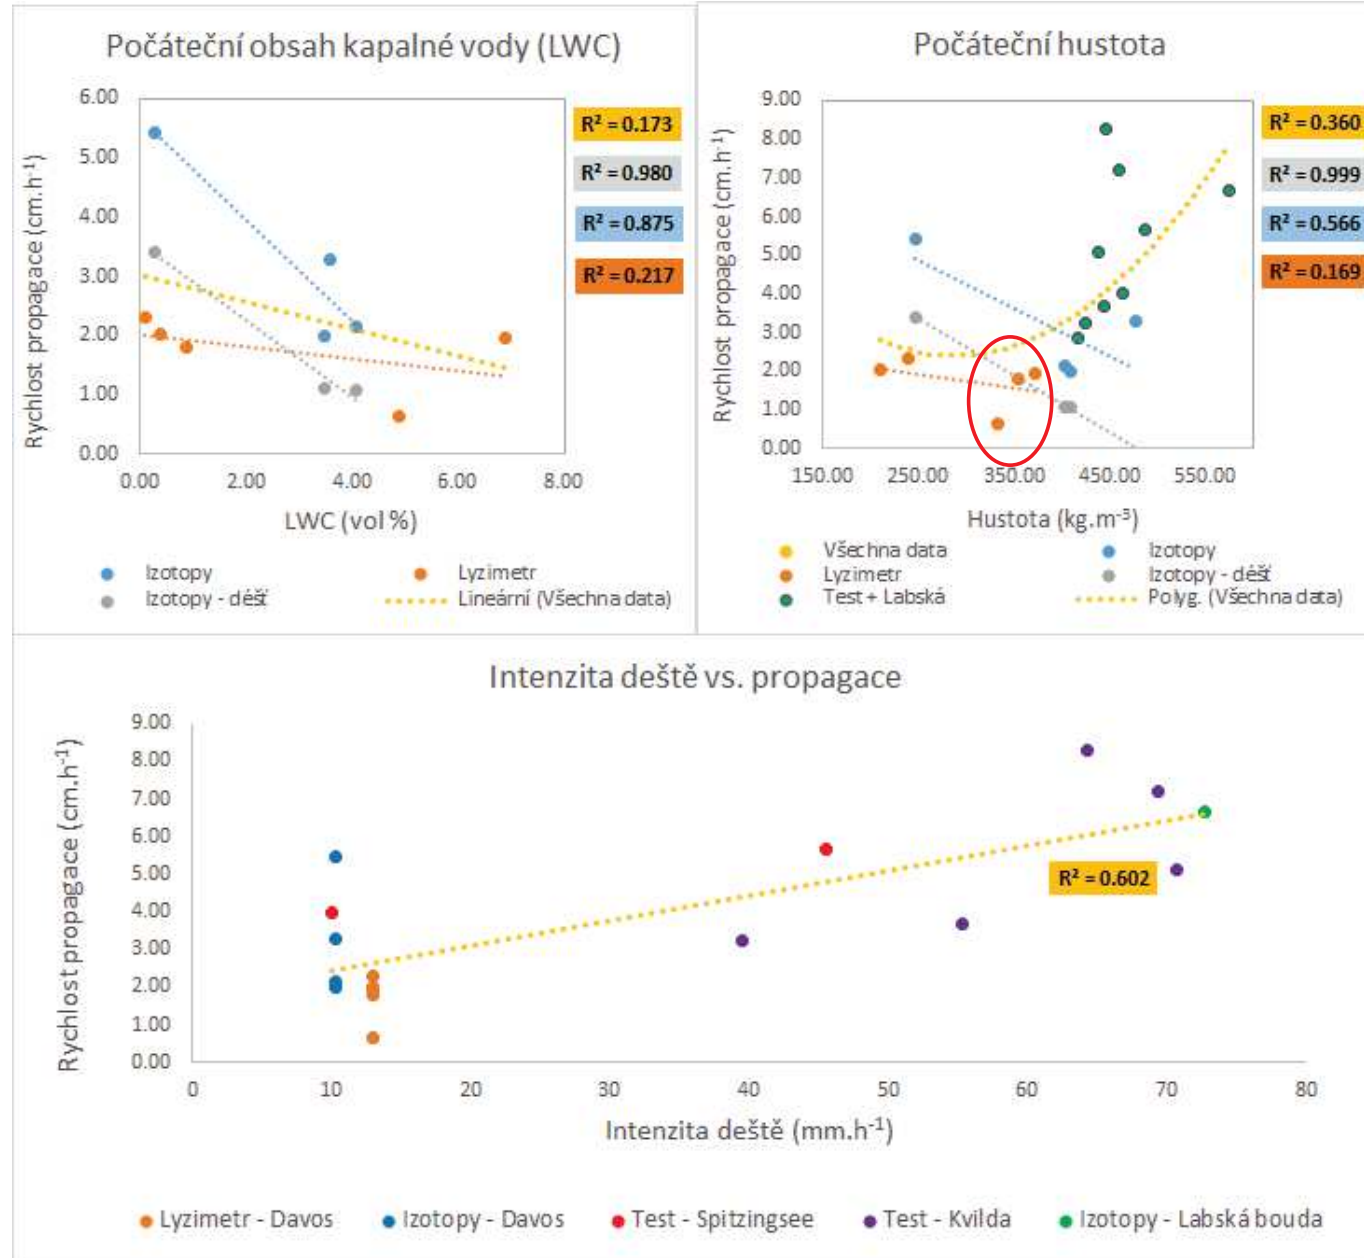 Počáteční obsah kapalné vody (LWC)
Rychlost propagace (cm.h⁻¹)
6.00
5.00
4.00
3.00
2.00
1.00
0.00
0.00 2.00 4.00 6.00 8.00
LWC (vol %)
R² = 0.173
R² = 0.980
R² = 0.875
R² = 0.217
Izotopy Lyzimetr
Izotopy - déšť Lineární (Všechna data)
Počáteční hustota
Rychlost propagace (cm.h⁻¹)
9.00
8.00
7.00
6.00
5.00
4.00
3.00
2.00
1.00
0.00
150.00 250.00 350.00 450.00 550.00
Hustota (kg.m⁻³)
R² = 0.360
R² = 0.999
R² = 0.566
R² = 0.169
Všechna data Izotopy
Lyzimetr Izotopy - déšť
Test + Labská Polyg. (Všechna data)
Intenzita deště vs. propagace
Rychlost propagace (cm.h⁻¹)
9.00
8.00
7.00
6.00
5.00
4.00
3.00
2.00
1.00
0.00
R² = 0.602
0 10 20 30 40 50 60 70 80
Intenzita deště (mm.h⁻¹)
Lyzimetr - Davos Izotopy - Davos Test - Spitzingsee Test - Kvilda Izotopy - Labská bouda